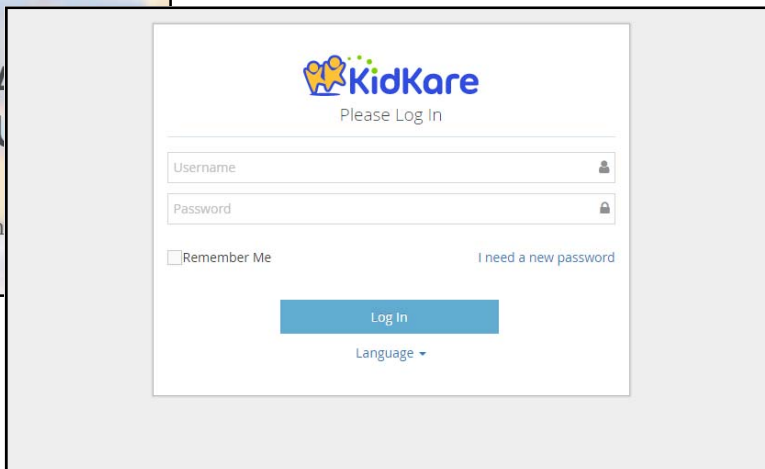 KidKare
Please Log In
Username
Password
Remember Me
I need a new password
Log In
Language